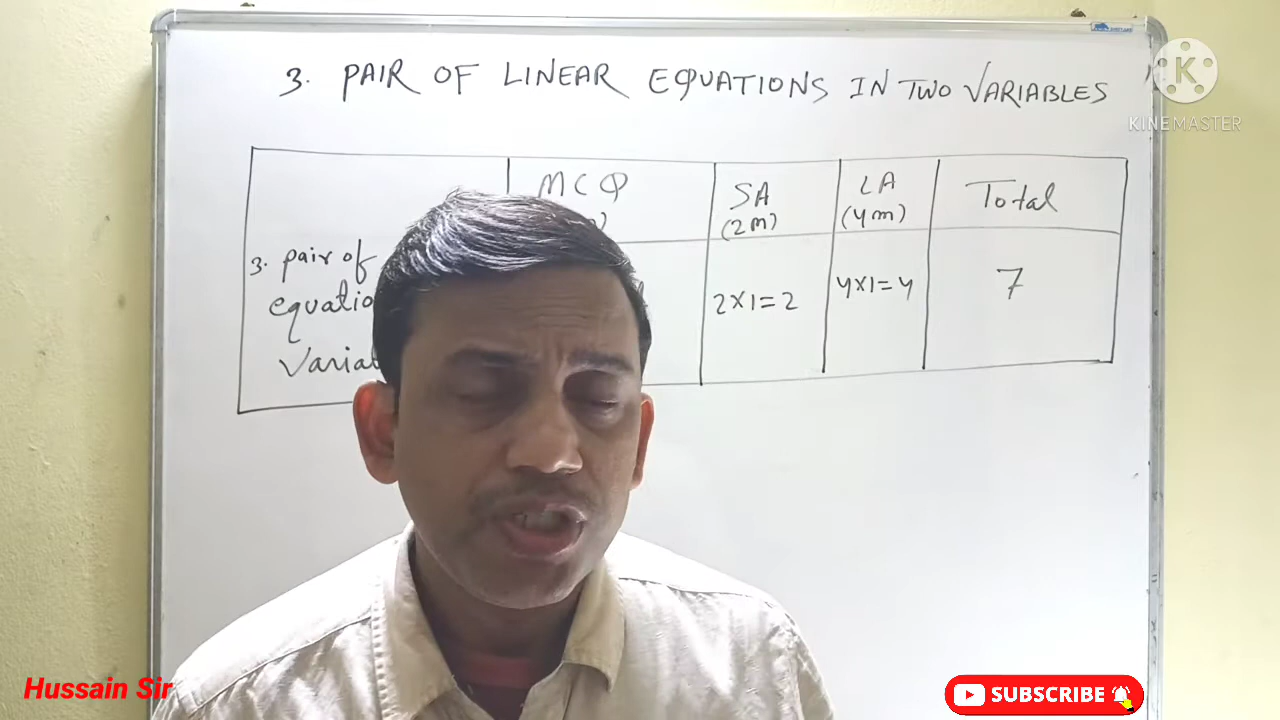 3. PAIR OF LINEAR EQUATIONS IN TWO VARIABLES
KINEMASTER
MCQ
SA
(2m)
LA
(4m)
Total
3. pair of
equatio
Varia
2x1=2
4x1=4
7
Hussain Sir
SUBSCRIBE